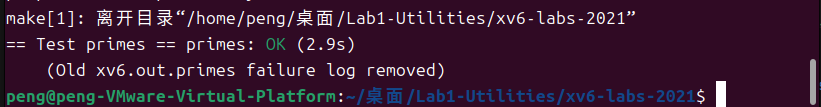 make[1]: 离开目录“/home/peng/桌面/Lab1-Utilities/xv6-labs-2021”
== Test primes == primes: OK (2.9s)
    (Old xv6.out.primes failure log removed)
peng@peng-VMware-Virtual-Platform:~/桌面/Lab1-Utilities/xv6-labs-2021$